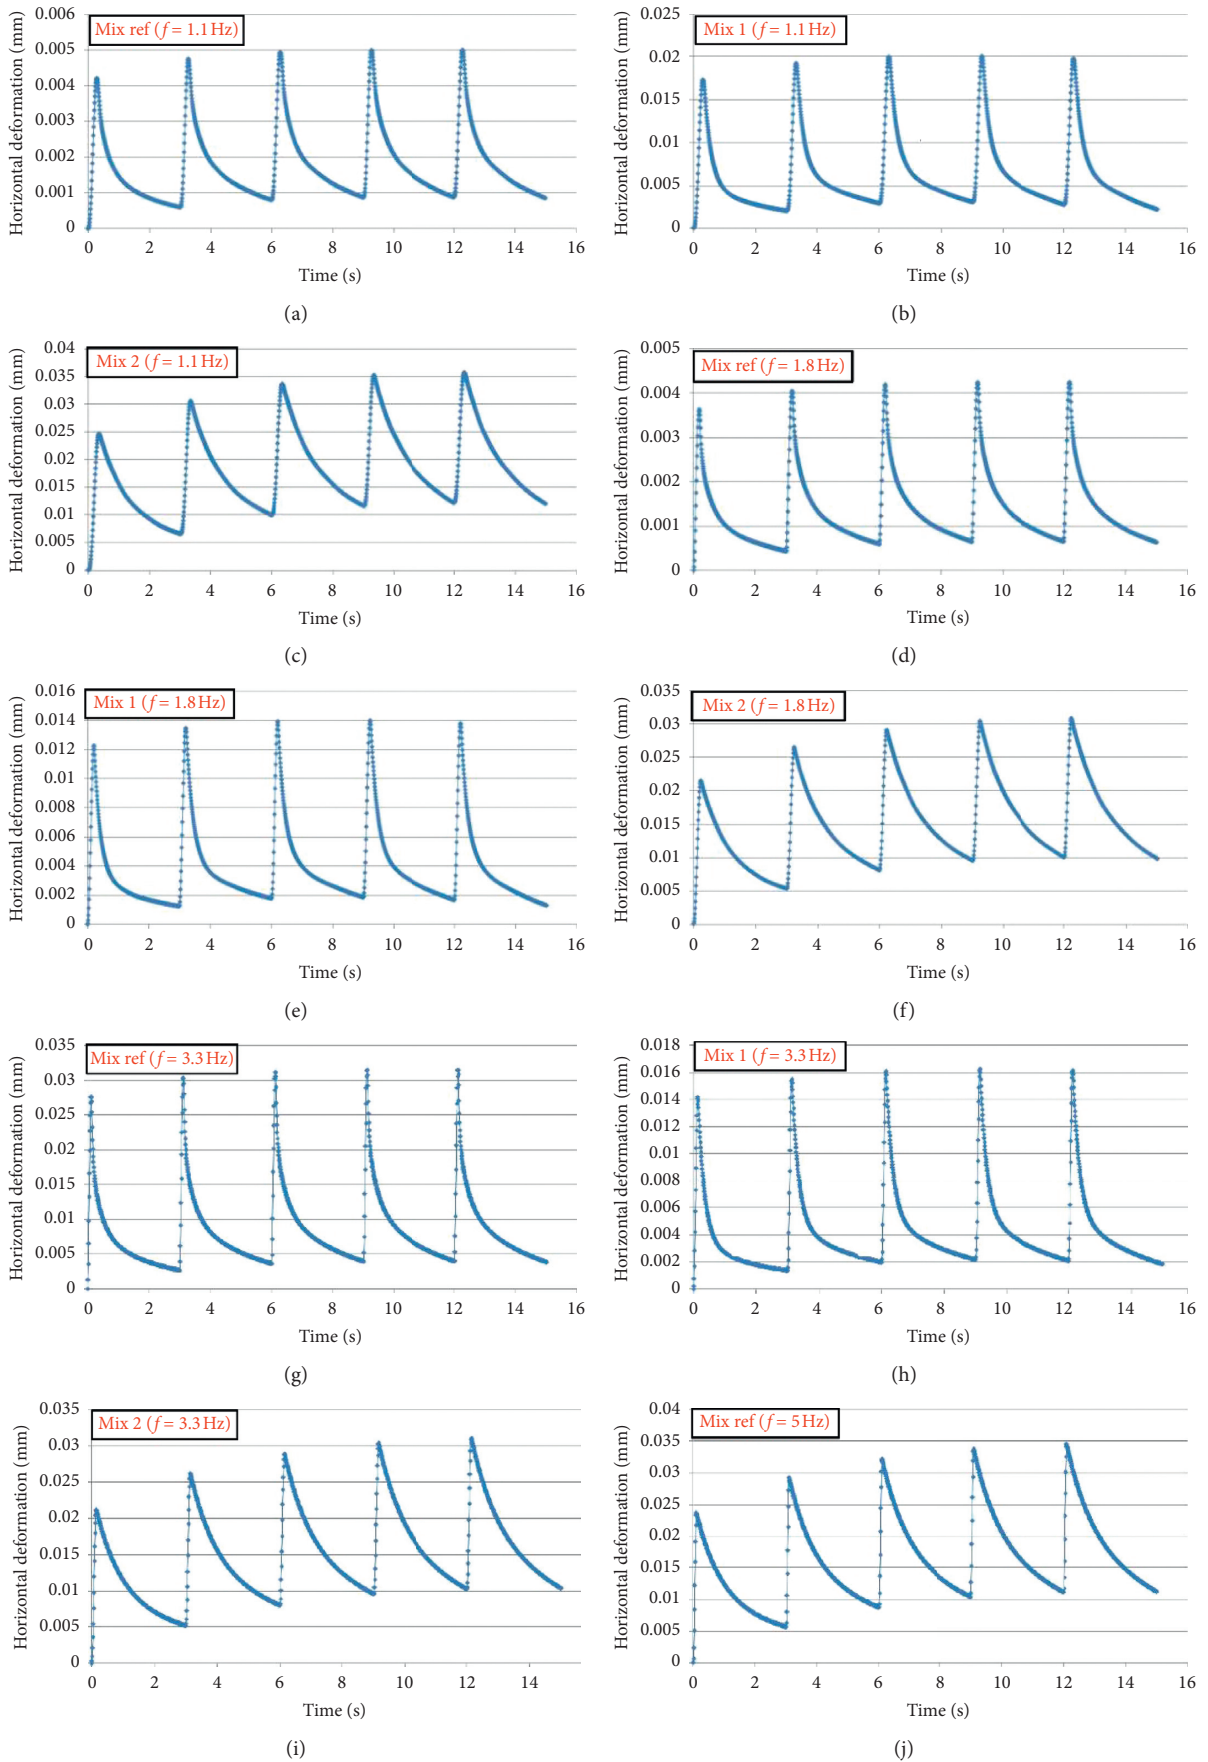 Mix ref (f = 1.1 Hz)
Horizontal deformation (mm)
0.006
0.005
0.004
0.003
0.002
0.001
0
0 2 4 6 8 10 12 14 16
Time (s)
(a)
Mix 1 (f = 1.1 Hz)
Horizontal deformation (mm)
0.025
0.02
0.015
0.01
0.005
0
0 2 4 6 8 10 12 14 16
Time (s)
(b)
Mix 2 (f = 1.1 Hz)
Horizontal deformation (mm)
0.04
0.035
0.03
0.025
0.02
0.015
0.01
0.005
0
0 2 4 6 8 10 12 14 16
Time (s)
(c)
Mix ref (f = 1.8 Hz)
Horizontal deformation (mm)
0.005
0.004
0.003
0.002
0.001
0
0 2 4 6 8 10 12 14 16
Time (s)
(d)
Mix 1 (f = 1.8 Hz)
Horizontal deformation (mm)
0.016
0.014
0.012
0.01
0.008
0.006
0.004
0.002
0
0 2 4 6 8 10 12 14 16
Time (s)
(e)
Mix 2 (f = 1.8 Hz)
Horizontal deformation (mm)
0.035
0.03
0.025
0.02
0.015
0.01
0.005
0
0 2 4 6 8 10 12 14 16
Time (s)
(f)
Mix ref (f = 3.3 Hz)
Horizontal deformation (mm)
0.035
0.03
0.025
0.02
0.015
0.01
0.005
0
0 2 4 6 8 10 12 14 16
Time (s)
(g)
Mix 1 (f = 3.3 Hz)
Horizontal deformation (mm)
0.018
0.016
0.014
0.012
0.01
0.008
0.006
0.004
0.002
0
0 2 4 6 8 10 12 14 16
Time (s)
(h)
Mix 2 (f = 3.3 Hz)
Horizontal deformation (mm)
0.035
0.03
0.025
0.02
0.015
0.01
0.005
0
0 2 4 6 8 10 12 14
Time (s)
(i)
Mix ref (f = 5 Hz)
Horizontal deformation (mm)
0.04
0.035
0.03
0.025
0.02
0.015
0.01
0.005
0
0 2 4 6 8 10 12 14 16
Time (s)
(j)